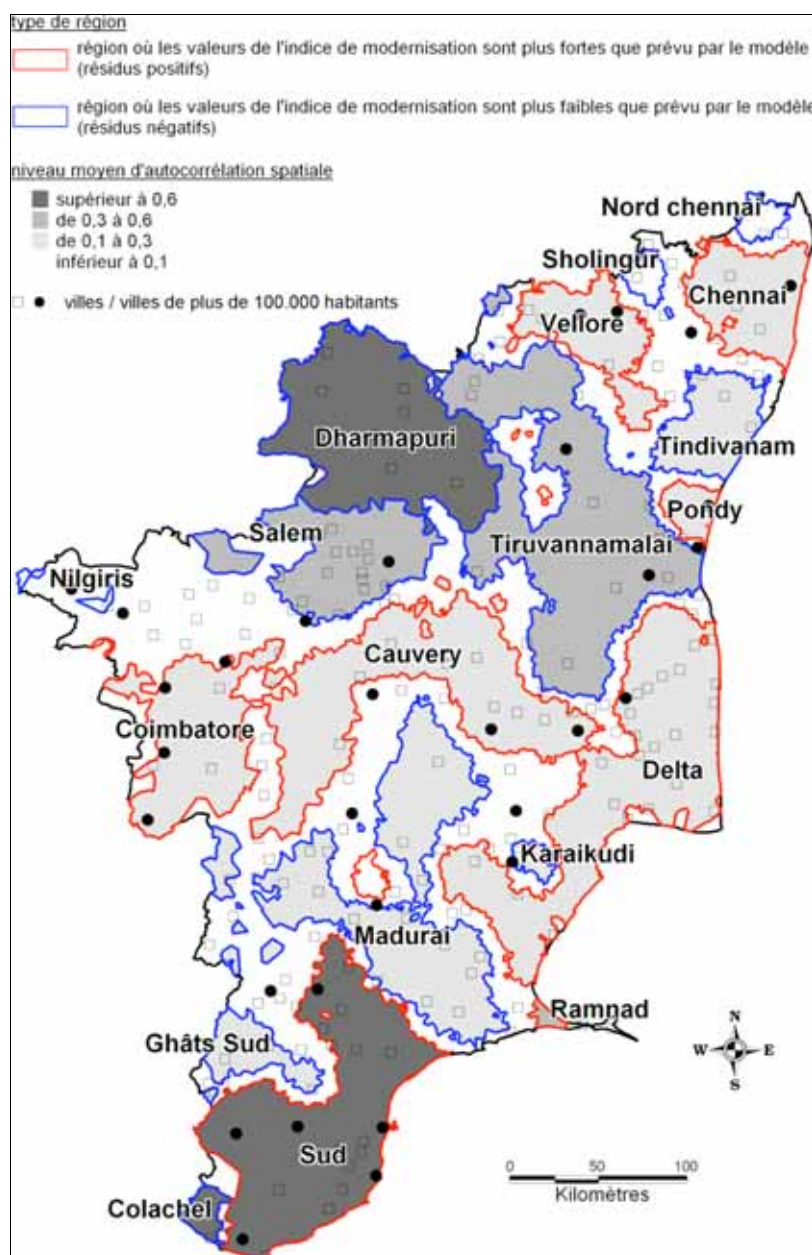 type de région
région où les valeurs de l'indice de modernisation sont plus fortes que prévu par le modèle
(résidus positifs)
région où les valeurs de l'indice de modernisation sont plus faibles que prévu par le modèle
(résidus négatifs)
niveau moyen d'autocorrélation spatiale
supérieur à 0,6
de 0,3 à 0,6
de 0,1 à 0,3
inférieur à 0,1
villes / villes de plus de 100.000 habitants
Nord chennai
Sholingur
Chennai
Vellore
Dharmapuri
Tindivanam
Pondy
Salem
Tiruvannamalai
Nilgiris
Cauvery
Coimbatore
Delta
Karaikudi
Madurai
Ramnad
Ghâts Sud
N
W E
S
Sud
0 50 100
Kilomètres
Colachel